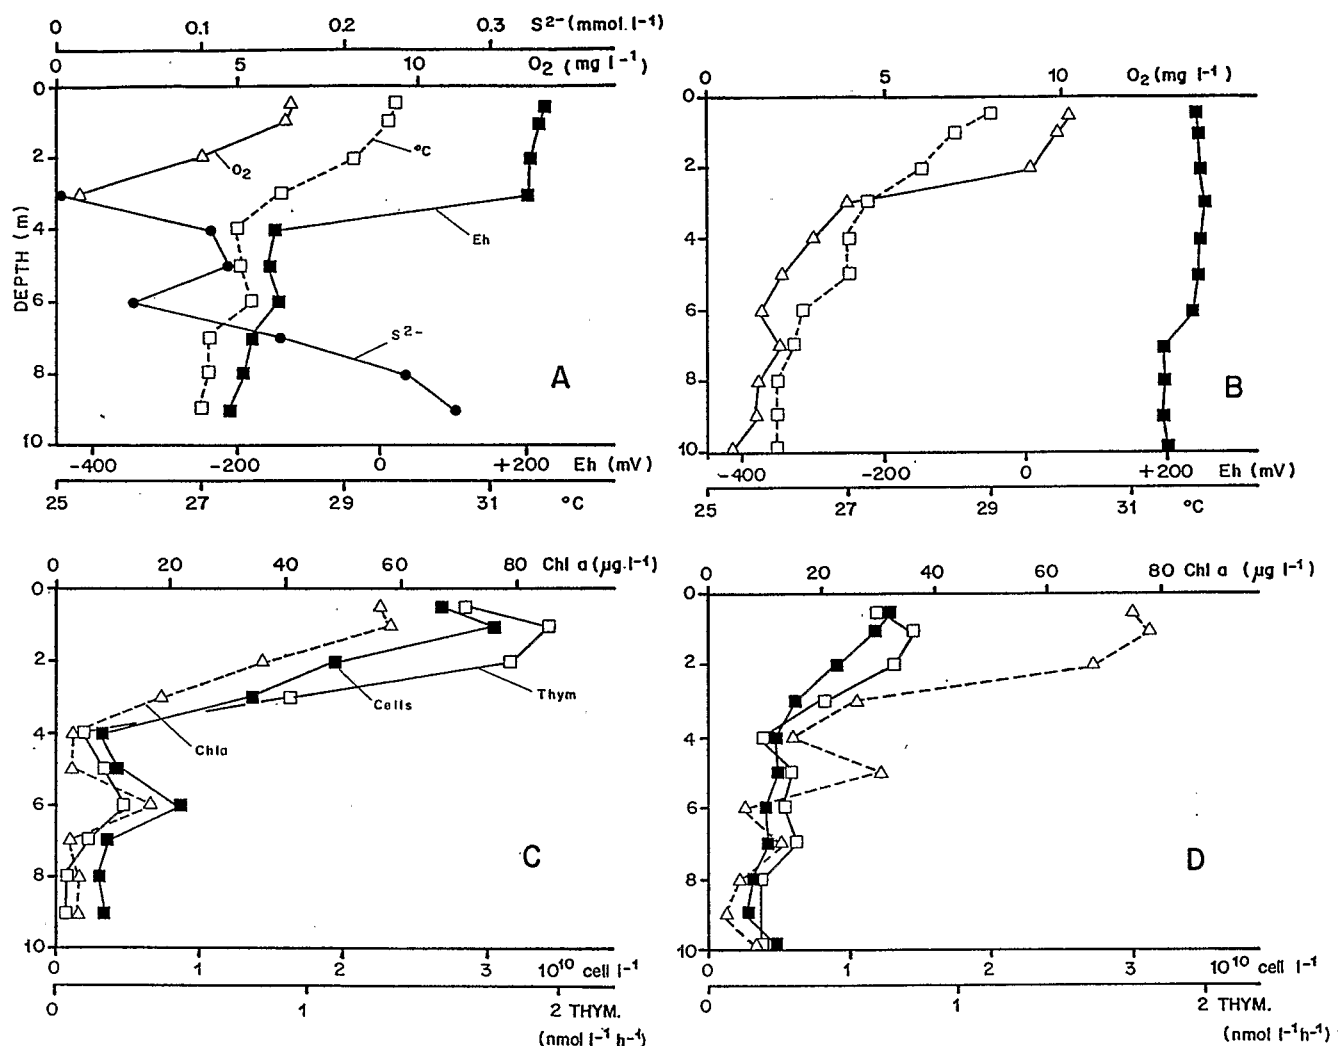 0 0.1 0.2 0.3
S²⁻ (mmol.l⁻¹)
0 5 10 O₂ (mg l⁻¹)
0
2
4
6
8
10
DEPTH (m)
O₂
°C
Eh
S²⁻
A
-400 -200 0 +200 Eh (mV)
25 27 29 31 °C
0 5 10 O₂ (mg l⁻¹)
0
2
4
6
8
10
B
-400 -200 0 +200 Eh (mV)
25 27 29 31 °C
0 20 40 60 80 Chl a (µg.l⁻¹)
0
2
4
6
8
10
Cells
Thym
Chla
C
0 1 2 3 10¹⁰ cell l⁻¹
0 1 2 THYM.
(nmol l⁻¹ h⁻¹)
0 20 40 60 80 Chl a (µg l⁻¹)
0
2
4
6
8
10
D
0 1 2 3 10¹⁰ cell l⁻¹
0 1 2 THYM.
(nmol l⁻¹h⁻¹)